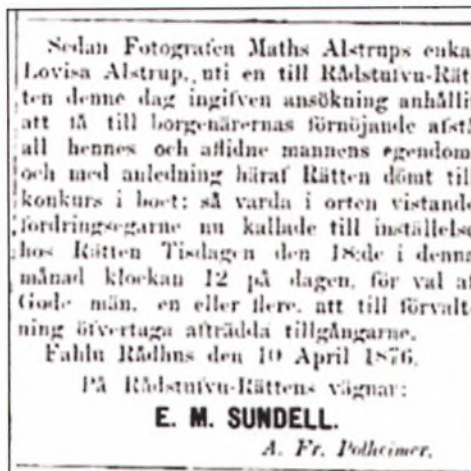 Sedan Fotografen Maths Alstrups enka,
Lovisa Alstrup, uti en till Rådstufvu-Rät-
ten denne dag ingifven ansökning anhållit
att få till borgenärernas förnöjande afstå
all hennes och aflidne mannens egendom,
och med anledning häraf Rätten dömt till
konkurs i boet; så varda i orten vistande
fordringsegarne nu kallade till inställelse
hos Rätten Tisdagen den 18:de i denna
månad klockan 12 på dagen, för val af
Gode män, en eller flere, att till förvalt-
ning öfvertaga afträdda tillgångarne.
Fahlu Rådhus den 10 April 1876.
På Rådstufvu-Rättens vägnar:
E. M. SUNDELL.
A. Fr. Polheimer.